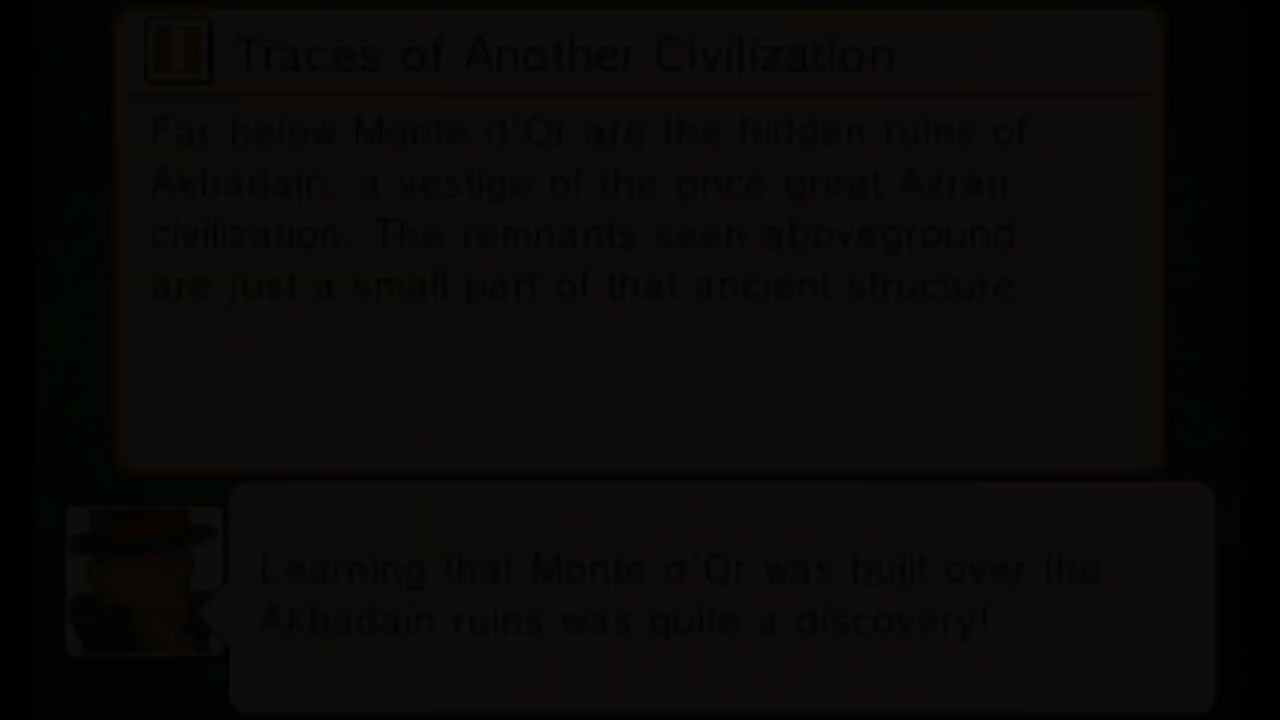 Traces of Another Civilization
Far below Monte d'Or are the hidden ruins of
Akbadain, a vestige of the once great Azran
civilization. The remnants seen aboveground
are just a small part of that ancient structure.
Learning that Monte d'Or was built over the
Akbadain ruins was quite a discovery!